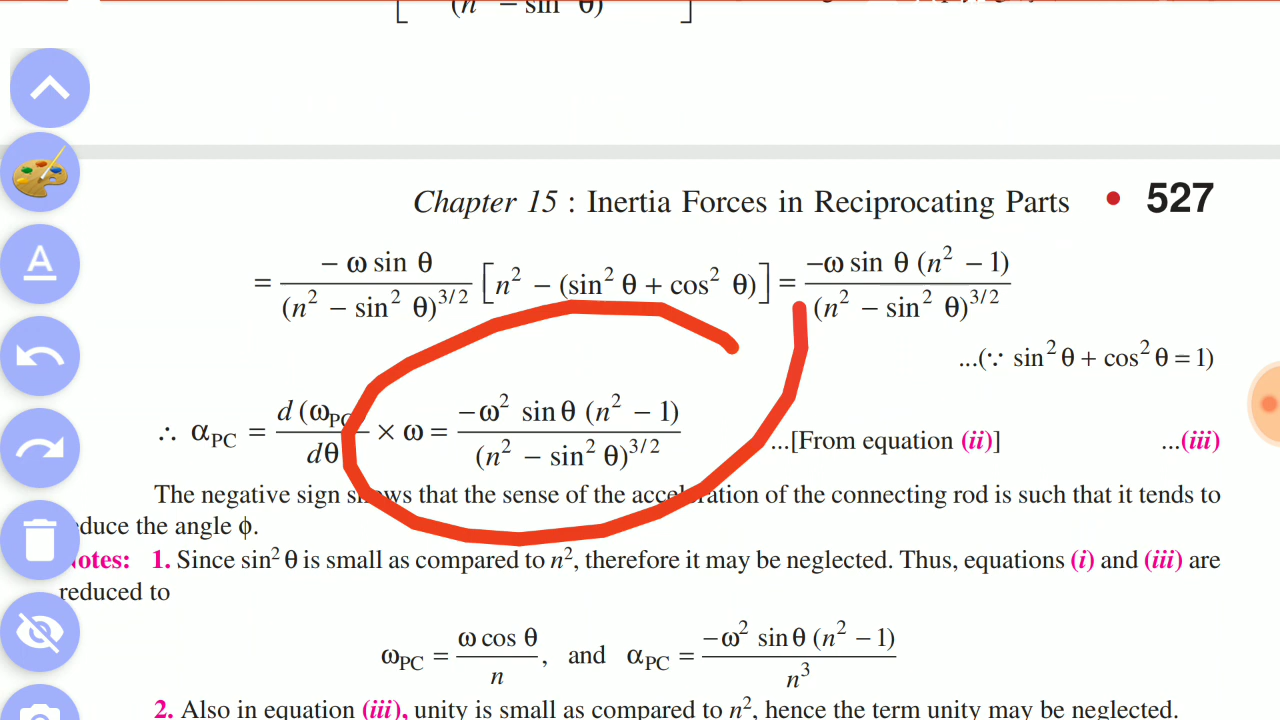 (n² − sin² θ)
Chapter 15 : Inertia Forces in Reciprocating Parts • 527
= − ω sin θ / (n² − sin² θ)^3/2 [n² − (sin² θ + cos² θ)] = −ω sin θ (n² − 1) / (n² − sin² θ)^3/2
...(∵ sin² θ + cos² θ = 1)
∴ α_PC = d (ω_PC / dθ × ω = −ω² sin θ (n² − 1) / (n² − sin² θ)^3/2 ...[From equation (ii)] ...(iii)
The negative sign shows that the sense of the acceleration of the connecting rod is such that it tends to
educe the angle ϕ.
otes: 1. Since sin² θ is small as compared to n², therefore it may be neglected. Thus, equations (i) and (iii) are
reduced to
ω_PC = ω cos θ / n, and α_PC = −ω² sin θ (n² − 1) / n³
2. Also in equation (iii), unity is small as compared to n², hence the term unity may be neglected.
A